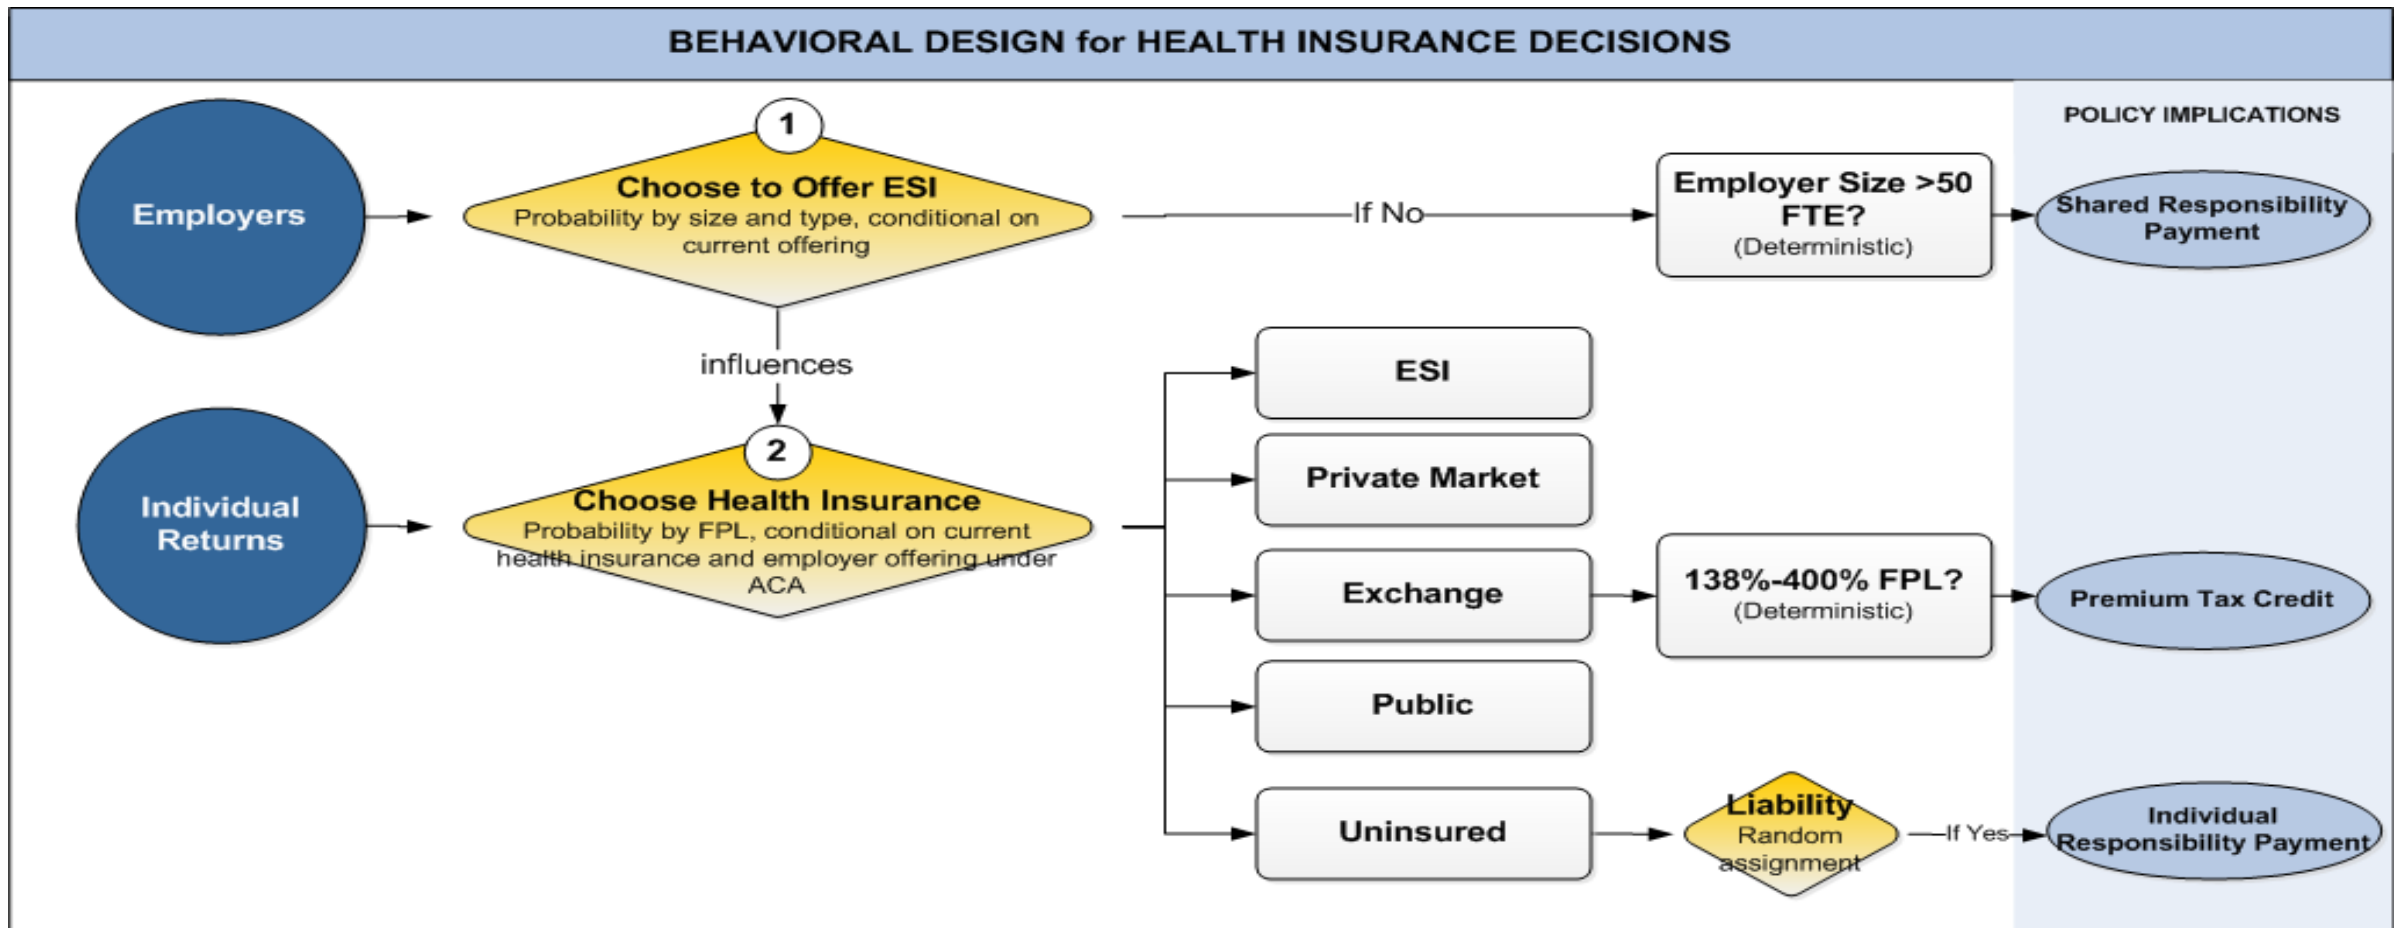 BEHAVIORAL DESIGN for HEALTH INSURANCE DECISIONS
POLICY IMPLICATIONS
Employers
1
Choose to Offer ESI
Probability by size and type, conditional on
current offering
If No
Employer Size >50
FTE?
(Deterministic)
Shared Responsibility
Payment
influences
Individual
Returns
2
Choose Health Insurance
Probability by FPL, conditional on current
health insurance and employer offering under
ACA
ESI
Private Market
Exchange
138%-400% FPL?
(Deterministic)
Premium Tax Credit
Public
Uninsured
Liability
Random
assignment
If Yes
Individual
Responsibility Payment